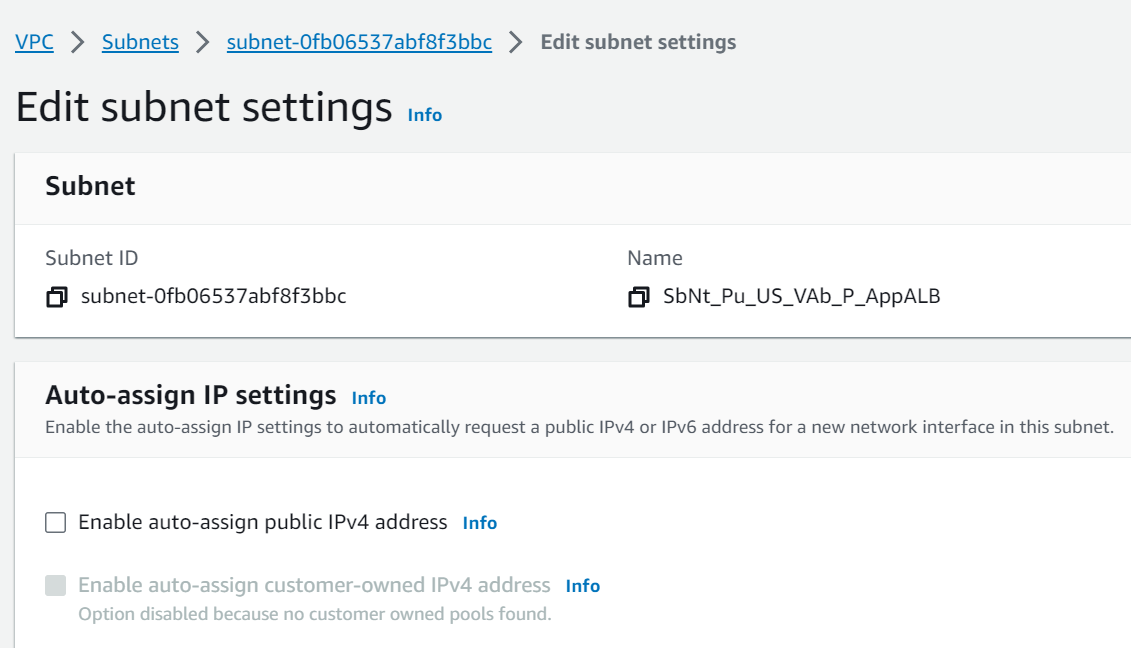 VPC > Subnets > subnet-0fb06537abf8f3bbc > Edit subnet settings
Edit subnet settings Info
Subnet
Subnet ID Name
subnet-0fb06537abf8f3bbc SbNt_Pu_US_VAb_P_AppALB
Auto-assign IP settings Info
Enable the auto-assign IP settings to automatically request a public IPv4 or IPv6 address for a new network interface in this subnet.
Enable auto-assign public IPv4 address Info
Enable auto-assign customer-owned IPv4 address Info
Option disabled because no customer owned pools found.